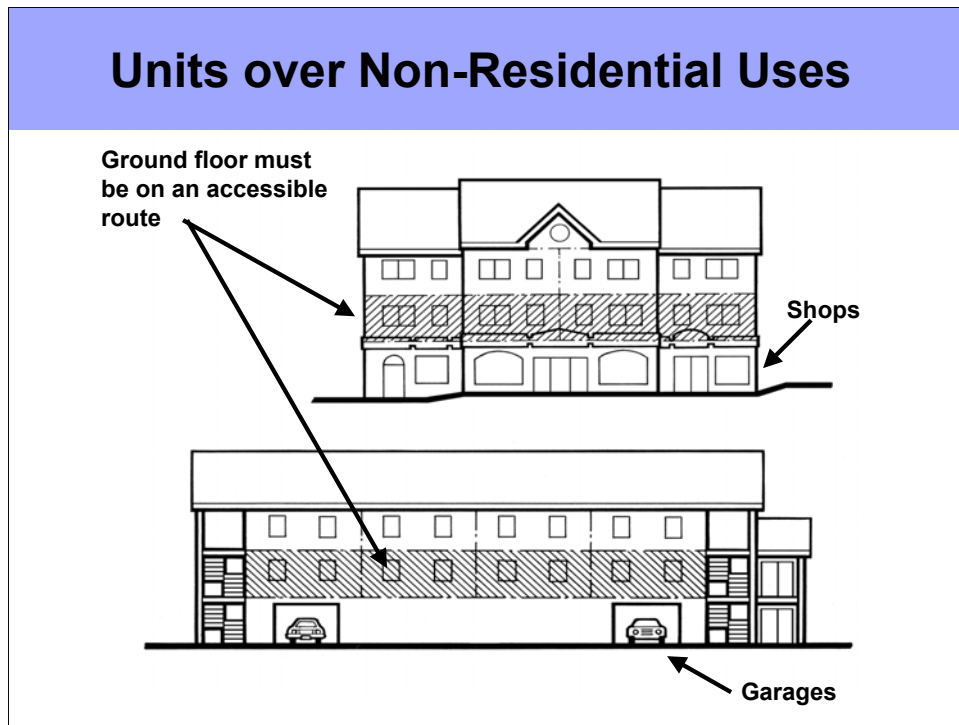 Units over Non-Residential Uses
Ground floor must
be on an accessible
route
Shops
Garages